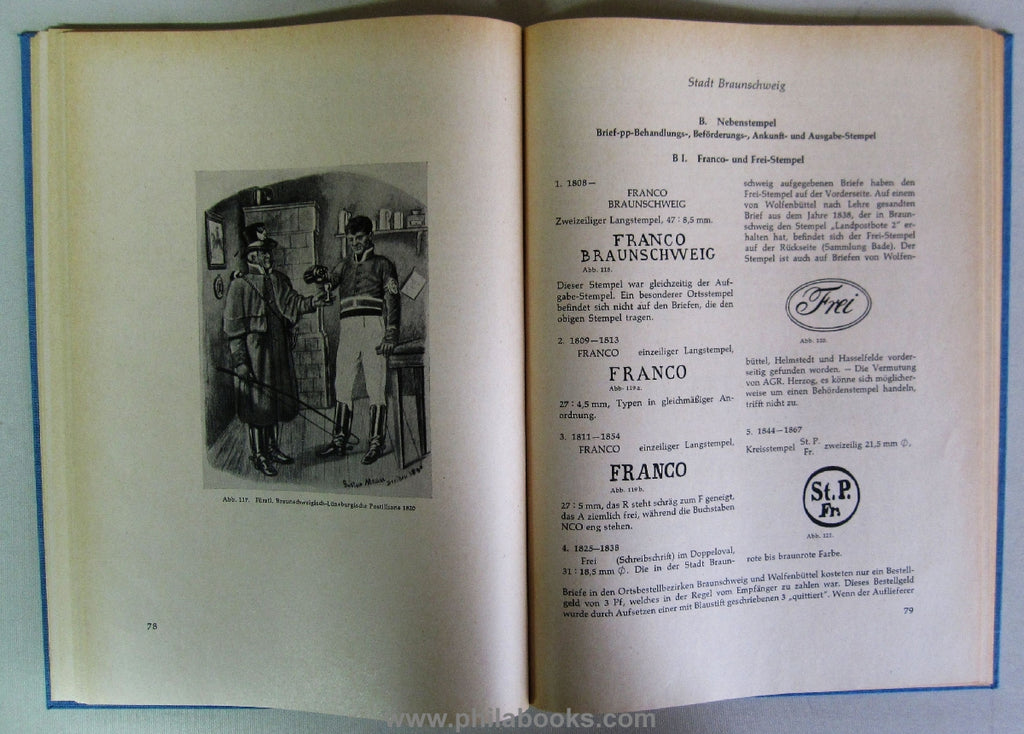 Abb. 117. Fürstl. Braunschweigisch-Lüneburgische Postillione 1820
78
Stadt Braunschweig
B. Nebenstempel
Brief-pp-Behandlungs-, Beförderungs-, Ankunft- und Ausgabe-Stempel
B I. Franco- und Frei-Stempel
1. 1808—
FRANCO
BRAUNSCHWEIG
Zweizeiliger Langstempel, 47 : 8,5 mm.
FRANCO
BRAUNSCHWEIG
Abb. 118.
Dieser Stempel war gleichzeitig der Auf-
gabe-Stempel. Ein besonderer Ortsstempel
befindet sich nicht auf den Briefen, die den
obigen Stempel tragen.
2. 1809—1813
FRANCO einzeiliger Langstempel,
FRANCO
Abb. 119a.
27 : 4,5 mm, Typen in gleichmäßiger An-
ordnung.
3. 1811—1854
FRANCO einzeiliger Langstempel,
FRANCO
Abb. 119b.
27 : 5 mm, das R steht schräg zum F geneigt,
das A ziemlich frei, während die Buchstaben
NCO eng stehen.
4. 1825—1838
Frei (Schreibschrift) im Doppeloval,
31 : 18,5 mm ∅. Die in der Stadt Braun-
schweig aufgegebenen Briefe haben den
Frei-Stempel auf der Vorderseite. Auf einem
von Wolfenbüttel nach Lehre gesandten
Brief aus dem Jahre 1838, der in Braun-
schweig den Stempel „Landpostbote 2" er-
halten hat, befindet sich der Frei-Stempel
auf der Rückseite (Sammlung Bade). Der
Stempel ist auch auf Briefen von Wolfen-
Frei
Abb. 120.
büttel, Helmstedt und Hasselfelde vorder-
seitig gefunden worden. — Die Vermutung
von AGR. Herzog, es könne sich möglicher-
weise um einen Behördenstempel handeln,
trifft nicht zu.
5. 1844—1867
Kreisstempel St. P. Fr. zweizeilig 21,5 mm ∅,
St. P.
Fr.
Abb. 121.
rote bis braunrote Farbe.
Briefe in den Ortsbestellbezirken Braunschweig und Wolfenbüttel kosteten nur ein Bestell-
geld von 3 Pf, welches in der Regel vom Empfänger zu zahlen war. Dieses Bestellgeld
wurde durch Aufsetzen einer mit Blaustift geschriebenen 3 „quittiert". Wenn der Auflieferer
79
www.philabooks.com